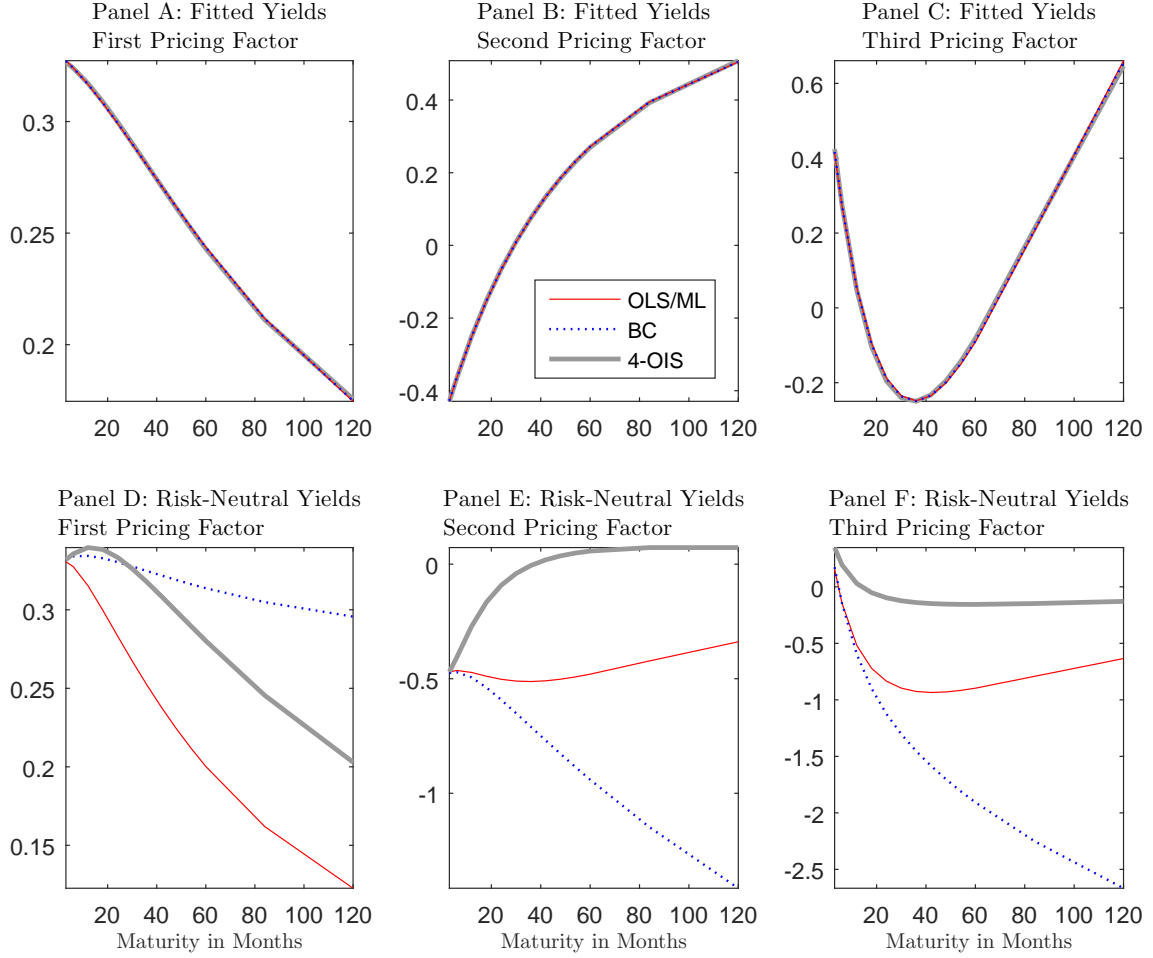 Panel A: Fitted Yields
First Pricing Factor
Panel B: Fitted Yields
Second Pricing Factor
Panel C: Fitted Yields
Third Pricing Factor
0.3
0.25
0.2
20 40 60 80 100 120
0.4
0.2
0
-0.2
-0.4
20 40 60 80 100 120
OLS/ML
BC
4-OIS
0.6
0.4
0.2
0
-0.2
20 40 60 80 100 120
Panel D: Risk-Neutral Yields
First Pricing Factor
Panel E: Risk-Neutral Yields
Second Pricing Factor
Panel F: Risk-Neutral Yields
Third Pricing Factor
0.3
0.25
0.2
0.15
20 40 60 80 100 120
Maturity in Months
0
-0.5
-1
20 40 60 80 100 120
Maturity in Months
0
-0.5
-1
-1.5
-2
-2.5
20 40 60 80 100 120
Maturity in Months